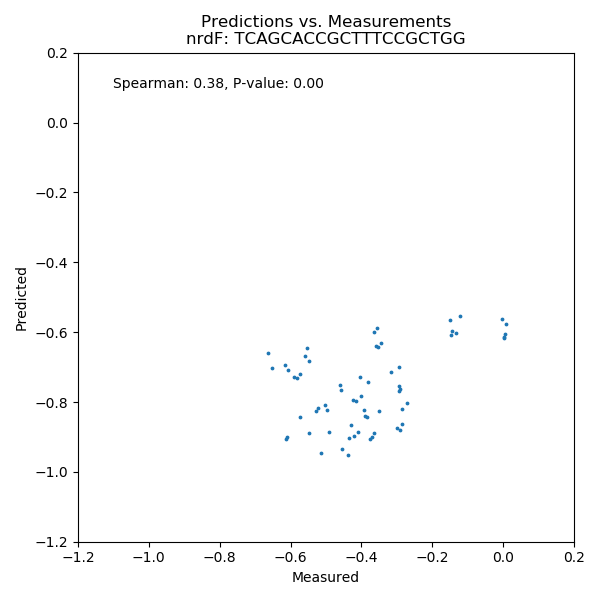 Predictions vs. Measurements
nrdF: TCAGCACCGCTTTCCGCTGG
Spearman: 0.38, P-value: 0.00
Predicted
0.2
0.0
−0.2
−0.4
−0.6
−0.8
−1.0
−1.2
−1.2 −1.0 −0.8 −0.6 −0.4 −0.2 0.0 0.2
Measured